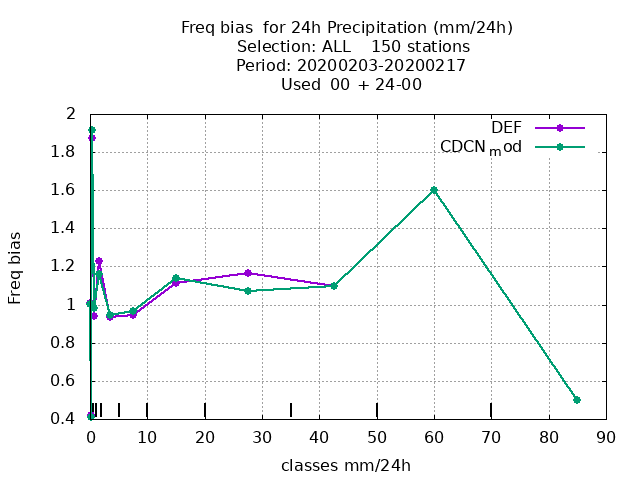 Freq bias for 24h Precipitation (mm/24h)
Selection: ALL 150 stations
Period: 20200203-20200217
Used 00 + 24-00
DEF
CDCNmod
2
1.8
1.6
1.4
1.2
1
0.8
0.6
0.4
Freq bias
0 10 20 30 40 50 60 70 80 90
classes mm/24h